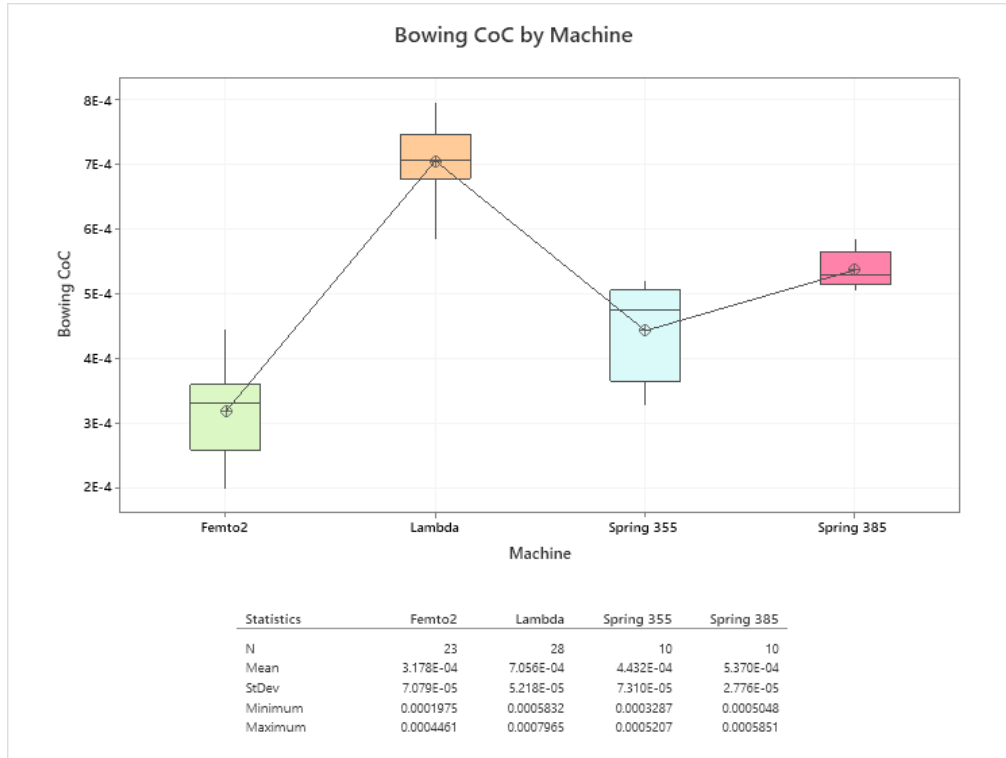 Bowing CoC by Machine
8E-4
7E-4
6E-4
5E-4
4E-4
3E-4
2E-4
Bowing CoC
Femto2 Lambda Spring 355 Spring 385
Machine
Statistics Femto2 Lambda Spring 355 Spring 385
N 23 28 10 10
Mean 3.178E-04 7.056E-04 4.432E-04 5.370E-04
StDev 7.079E-05 5.218E-05 7.310E-05 2.776E-05
Minimum 0.0001975 0.0005832 0.0003287 0.0005048
Maximum 0.0004461 0.0007965 0.0005207 0.0005851